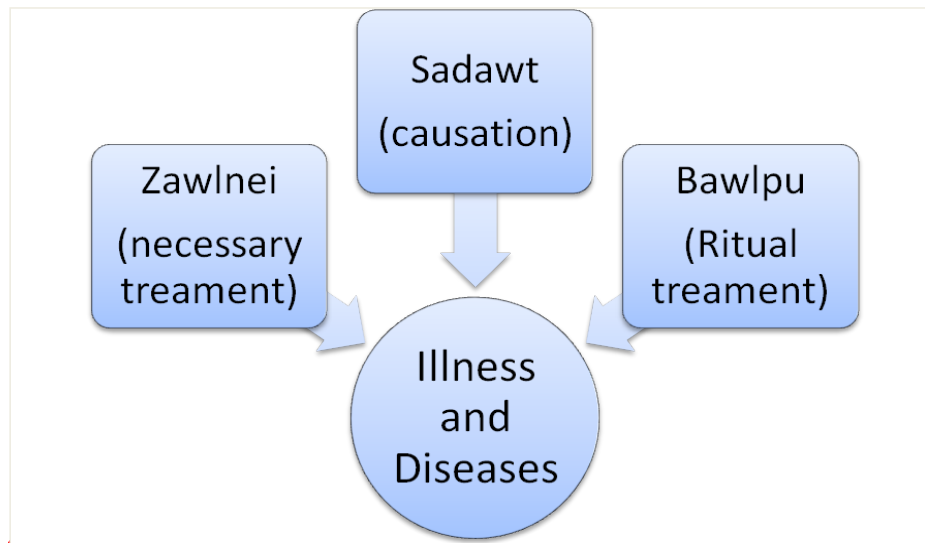 Sadawt
(causation)
Zawlnei
(necessary
treament)
Bawlpu
(Ritual
treament)
Illness
and
Diseases